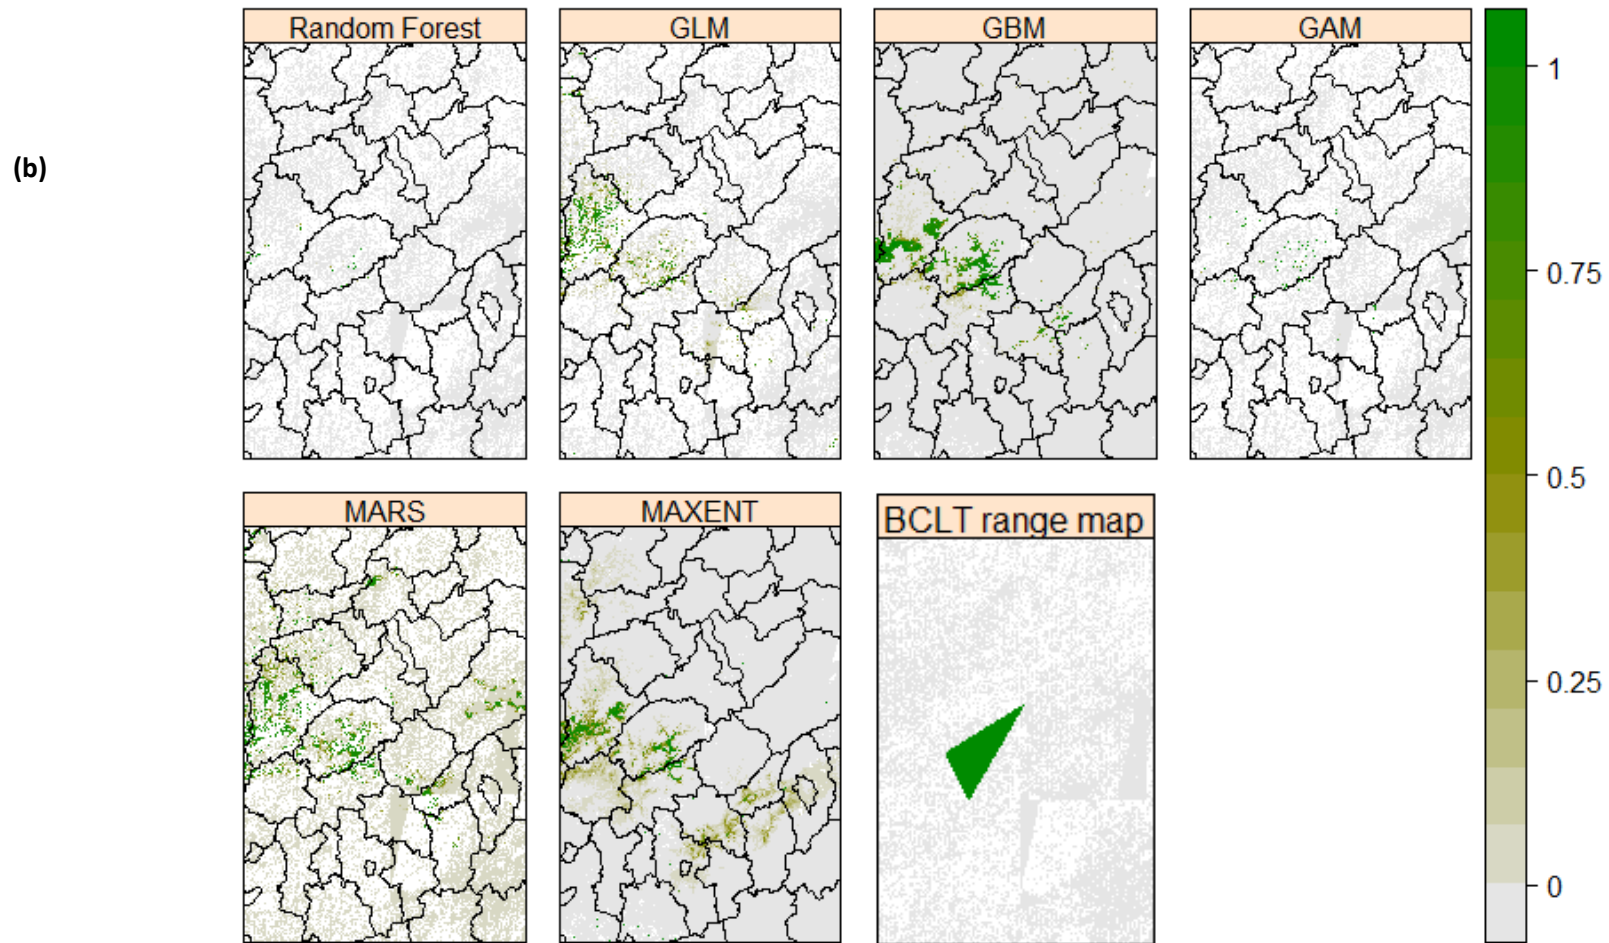 Random Forest
GLM
GBM
GAM
(b)
1
0.75
0.5
0.25
0
MARS
MAXENT
BCLT range map